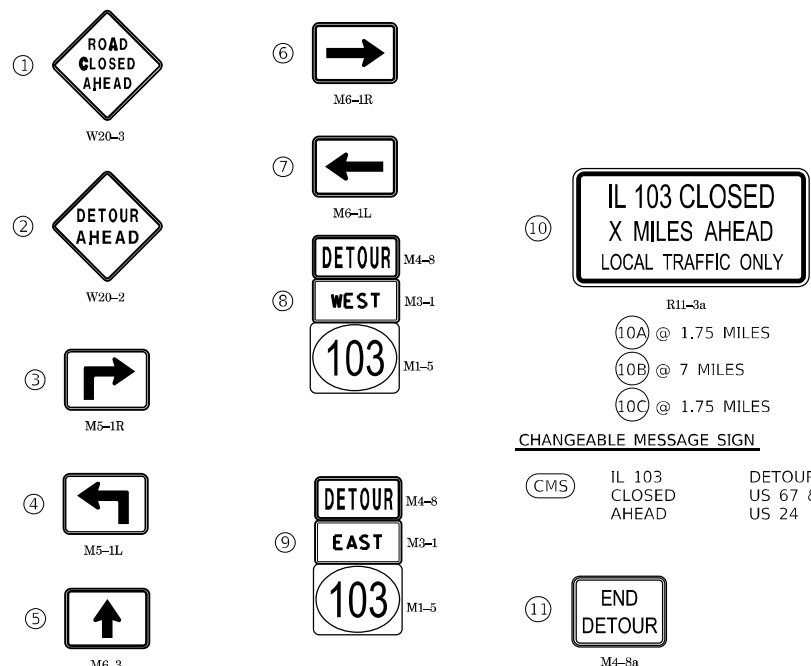 1
ROAD
CLOSED
AHEAD
W20-3
2
DETOUR
AHEAD
W20-2
3
M5-1R
4
M5-1L
5
M6-3
6
M6-1R
7
M6-1L
8
DETOUR M4-8
WEST M3-1
103 M1-5
9
DETOUR M4-8
EAST M3-1
103 M1-5
10
IL 103 CLOSED
X MILES AHEAD
LOCAL TRAFFIC ONLY
R11-3a
10A @ 1.75 MILES
10B @ 7 MILES
10C @ 1.75 MILES
CHANGEABLE MESSAGE SIGN
CMS
IL 103
CLOSED
AHEAD
DETOUR
US 67 &
US 24
11
END
DETOUR
M4-8a